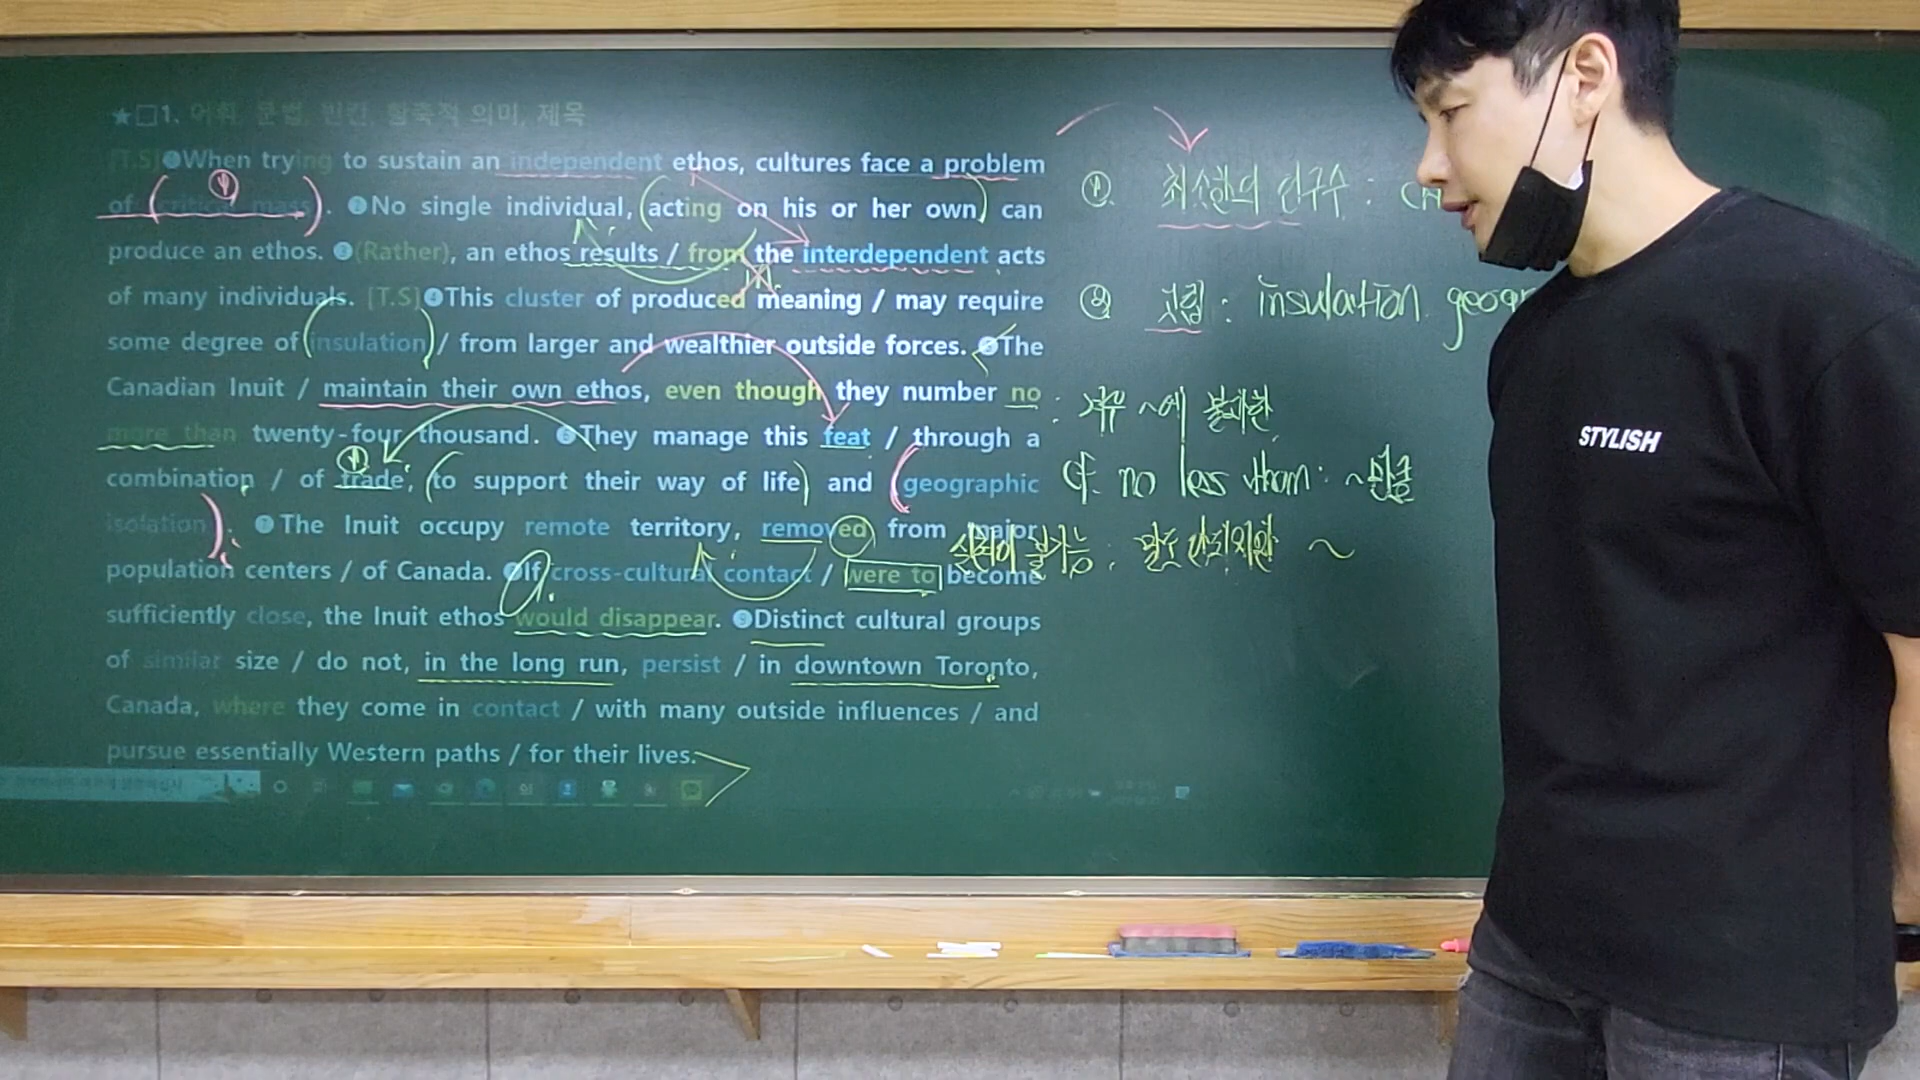 ★□1. 어휘, 문법, 빈칸, 함축적 의미, 제목
[T.S]❶When trying to sustain an independent ethos, cultures face a problem
of (critical mass). ❷No single individual, (acting on his or her own) can
produce an ethos. ❸(Rather), an ethos results / from the interdependent acts
of many individuals. [T.S]❹This cluster of produced meaning / may require
some degree of (insulation) / from larger and wealthier outside forces. ❺The
Canadian Inuit / maintain their own ethos, even though they number no
more than twenty-four thousand. ❻They manage this feat / through a
combination / of trade, (to support their way of life) and (geographic
isolation). ❼The Inuit occupy remote territory, removed from major
population centers / of Canada. ❽If cross-cultural contact / were to become
sufficiently close, the Inuit ethos would disappear. ❾Distinct cultural groups
of similar size / do not, in the long run, persist / in downtown Toronto,
Canada, where they come in contact / with many outside influences / and
pursue essentially Western paths / for their lives.
① 최소한의 인구수 :
② 고립 : insulation. geogr
: 겨우 ~에 불과한
cf. no less than : ~만큼
실현이 불가능 :
STYLISH